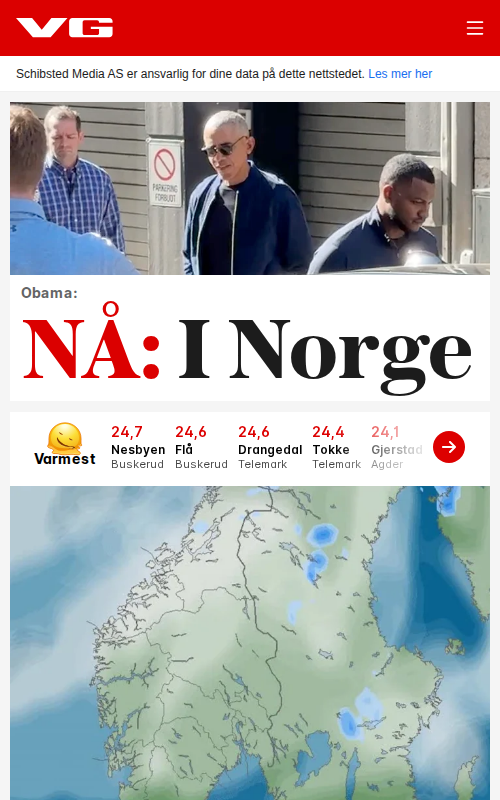 VG
Schibsted Media AS er ansvarlig for dine data på dette nettstedet. Les mer her
PARKERING
FORBUDT
Obama:
NÅ: I Norge
Varmest
24,7
Nesbyen
Buskerud
24,6
Flå
Buskerud
24,6
Drangedal
Telemark
24,4
Tokke
Telemark
24,1
Gjerstad
Agder